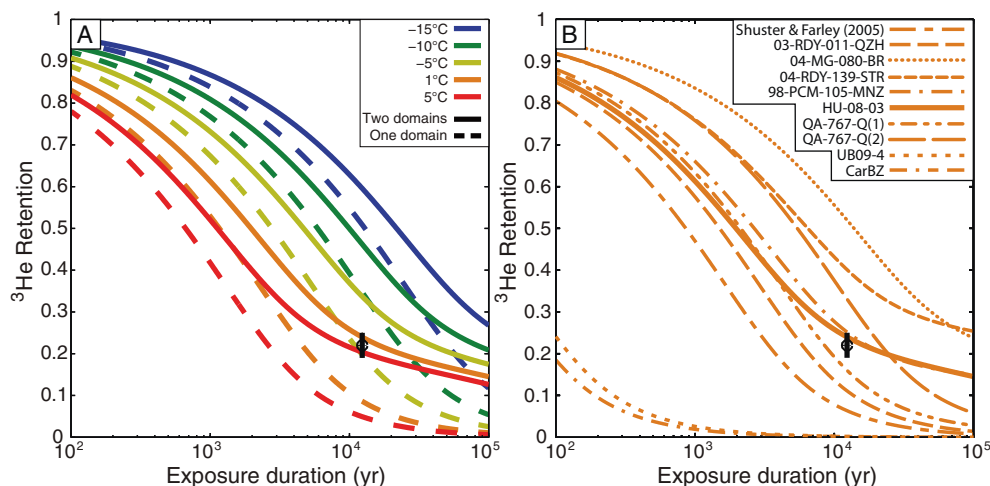 A
−15°C
−10°C
−5°C
1°C
5°C
Two domains
One domain
1
0.9
0.8
0.7
0.6
0.5
0.4
0.3
0.2
0.1
0
³He Retention
10² 10³ 10⁴ 10⁵
Exposure duration (yr)
B
Shuster & Farley (2005)
03-RDY-011-QZH
04-MG-080-BR
04-RDY-139-STR
98-PCM-105-MNZ
HU-08-03
QA-767-Q(1)
QA-767-Q(2)
UB09-4
CarBZ
1
0.9
0.8
0.7
0.6
0.5
0.4
0.3
0.2
0.1
0
³He Retention
10² 10³ 10⁴ 10⁵
Exposure duration (yr)